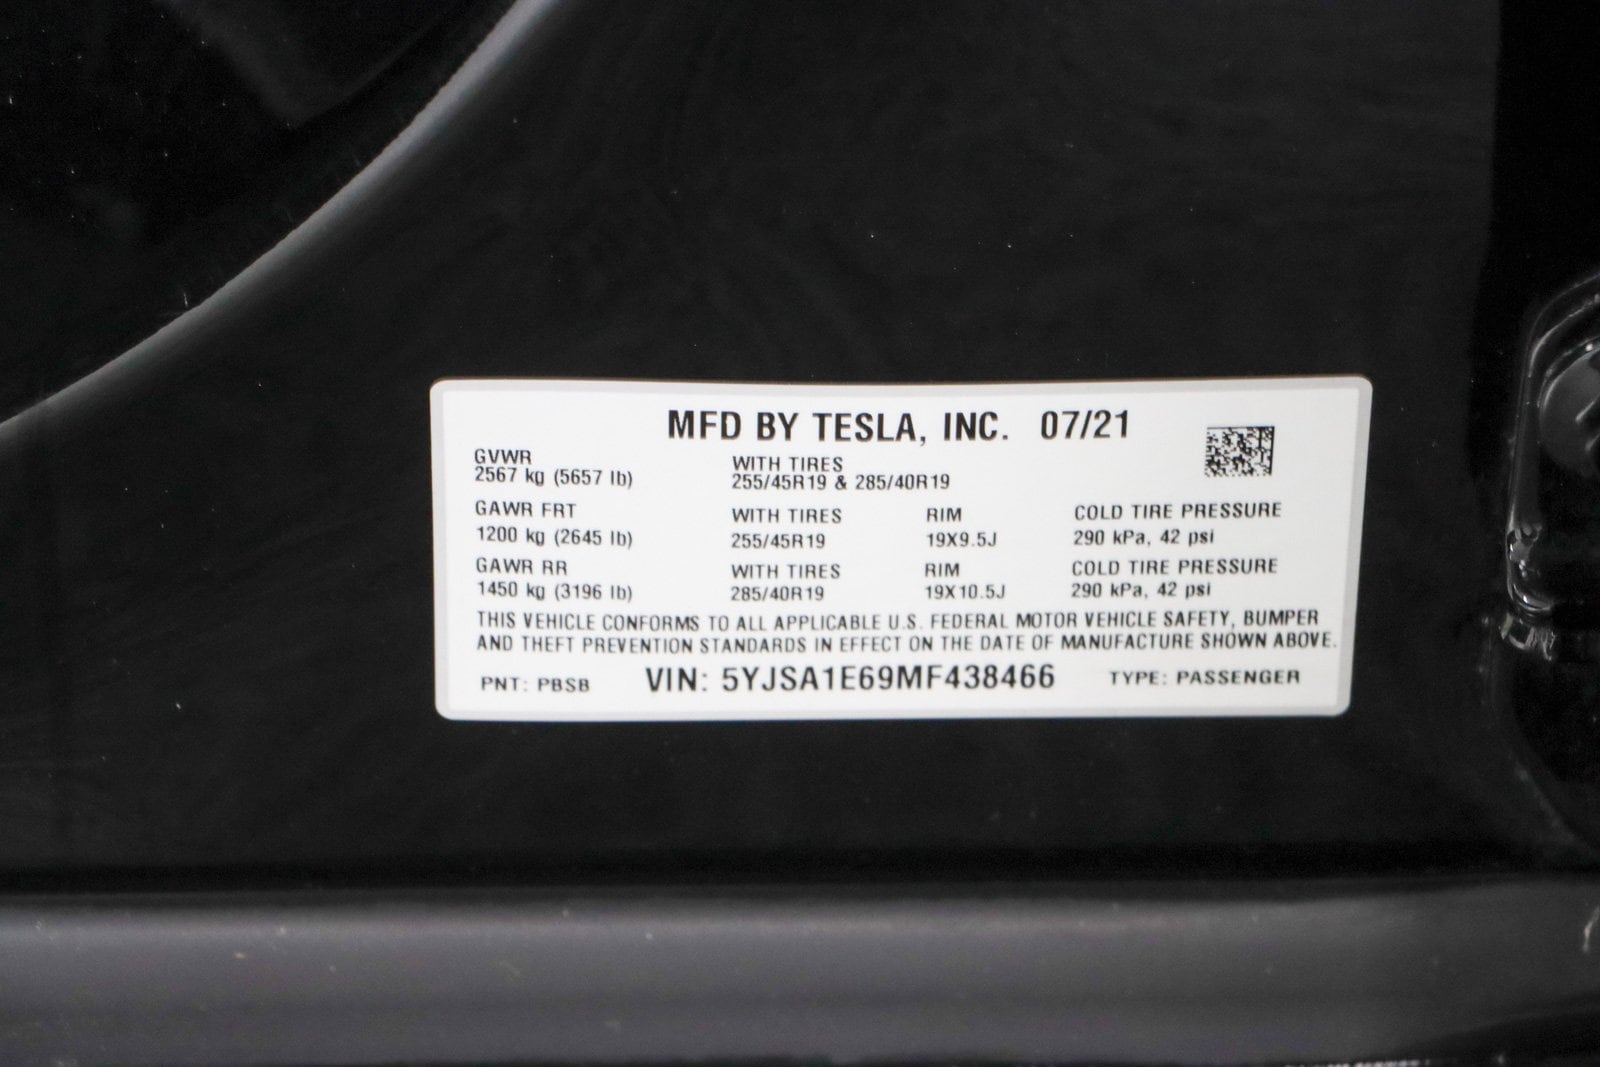 MFD BY TESLA, INC. 07/21
GVWR
2567 kg (5657 lb)
WITH TIRES
255/45R19 & 285/40R19
GAWR FRT WITH TIRES RIM COLD TIRE PRESSURE
1200 kg (2645 lb) 255/45R19 19X9.5J 290 kPa, 42 psi
GAWR RR WITH TIRES RIM COLD TIRE PRESSURE
1450 kg (3196 lb) 285/40R19 19X10.5J 290 kPa, 42 psi
THIS VEHICLE CONFORMS TO ALL APPLICABLE U.S. FEDERAL MOTOR VEHICLE SAFETY, BUMPER
AND THEFT PREVENTION STANDARDS IN EFFECT ON THE DATE OF MANUFACTURE SHOWN ABOVE.
PNT: PBSB VIN: 5YJSA1E69MF438466 TYPE: PASSENGER